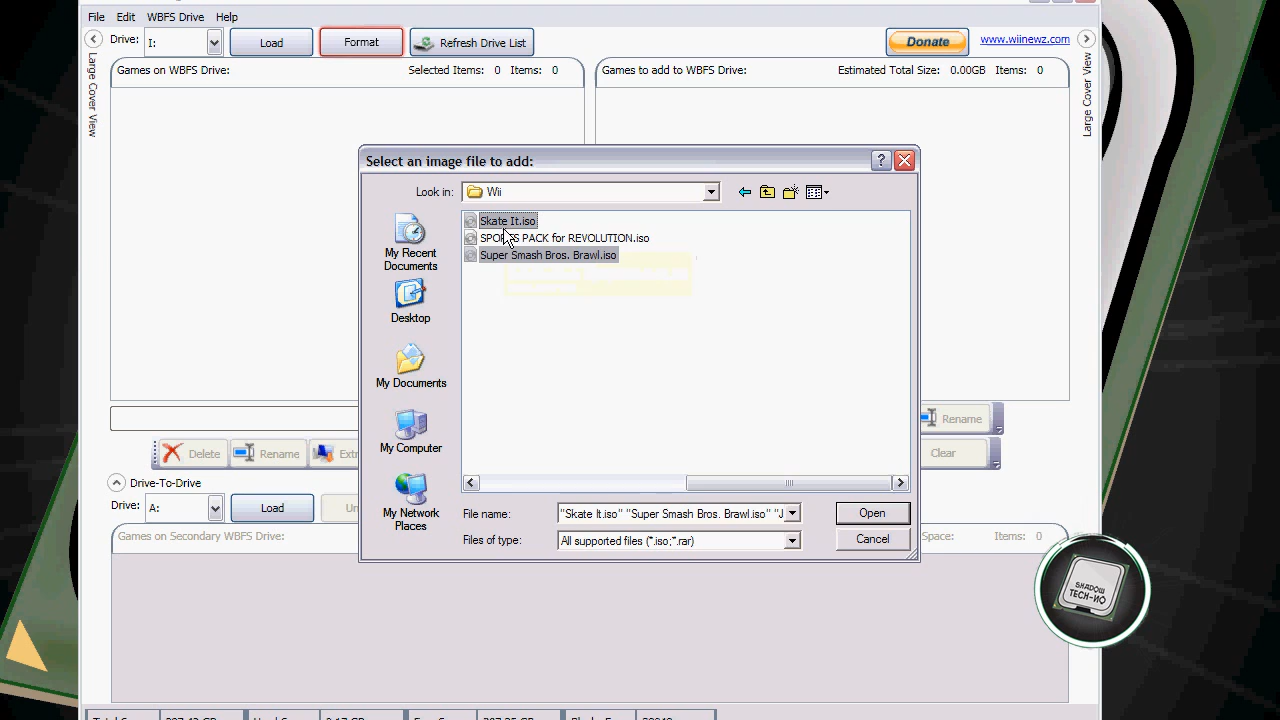 File Edit WBFS Drive Help
Drive: I: Load Format Refresh Drive List Donate www.wiinewz.com
Large Cover View
Games on WBFS Drive: Selected Items: 0 Items: 0
Games to add to WBFS Drive: Estimated Total Size: 0.00GB Items: 0
Large Cover View
Select an image file to add:
Look in: Wii
My Recent Documents
Desktop
My Documents
My Computer
My Network Places
Skate It.iso
SPORTS PACK for REVOLUTION.iso
Super Smash Bros. Brawl.iso
File name: "Skate It.iso" "Super Smash Bros. Brawl.iso" "J
Open
Files of type: All supported files (*.iso;*.rar)
Cancel
Rename
Delete Rename Extr
Clear
Drive-To-Drive
Drive: A: Load
Games on Secondary WBFS Drive:
Space: Items: 0
SHADOW
TECH-NO